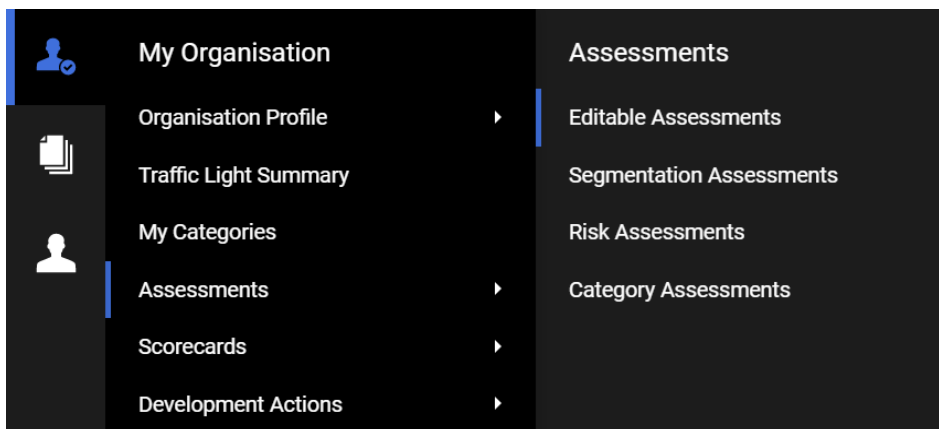 My Organisation
Organisation Profile
Traffic Light Summary
My Categories
Assessments
Scorecards
Development Actions
Assessments
Editable Assessments
Segmentation Assessments
Risk Assessments
Category Assessments